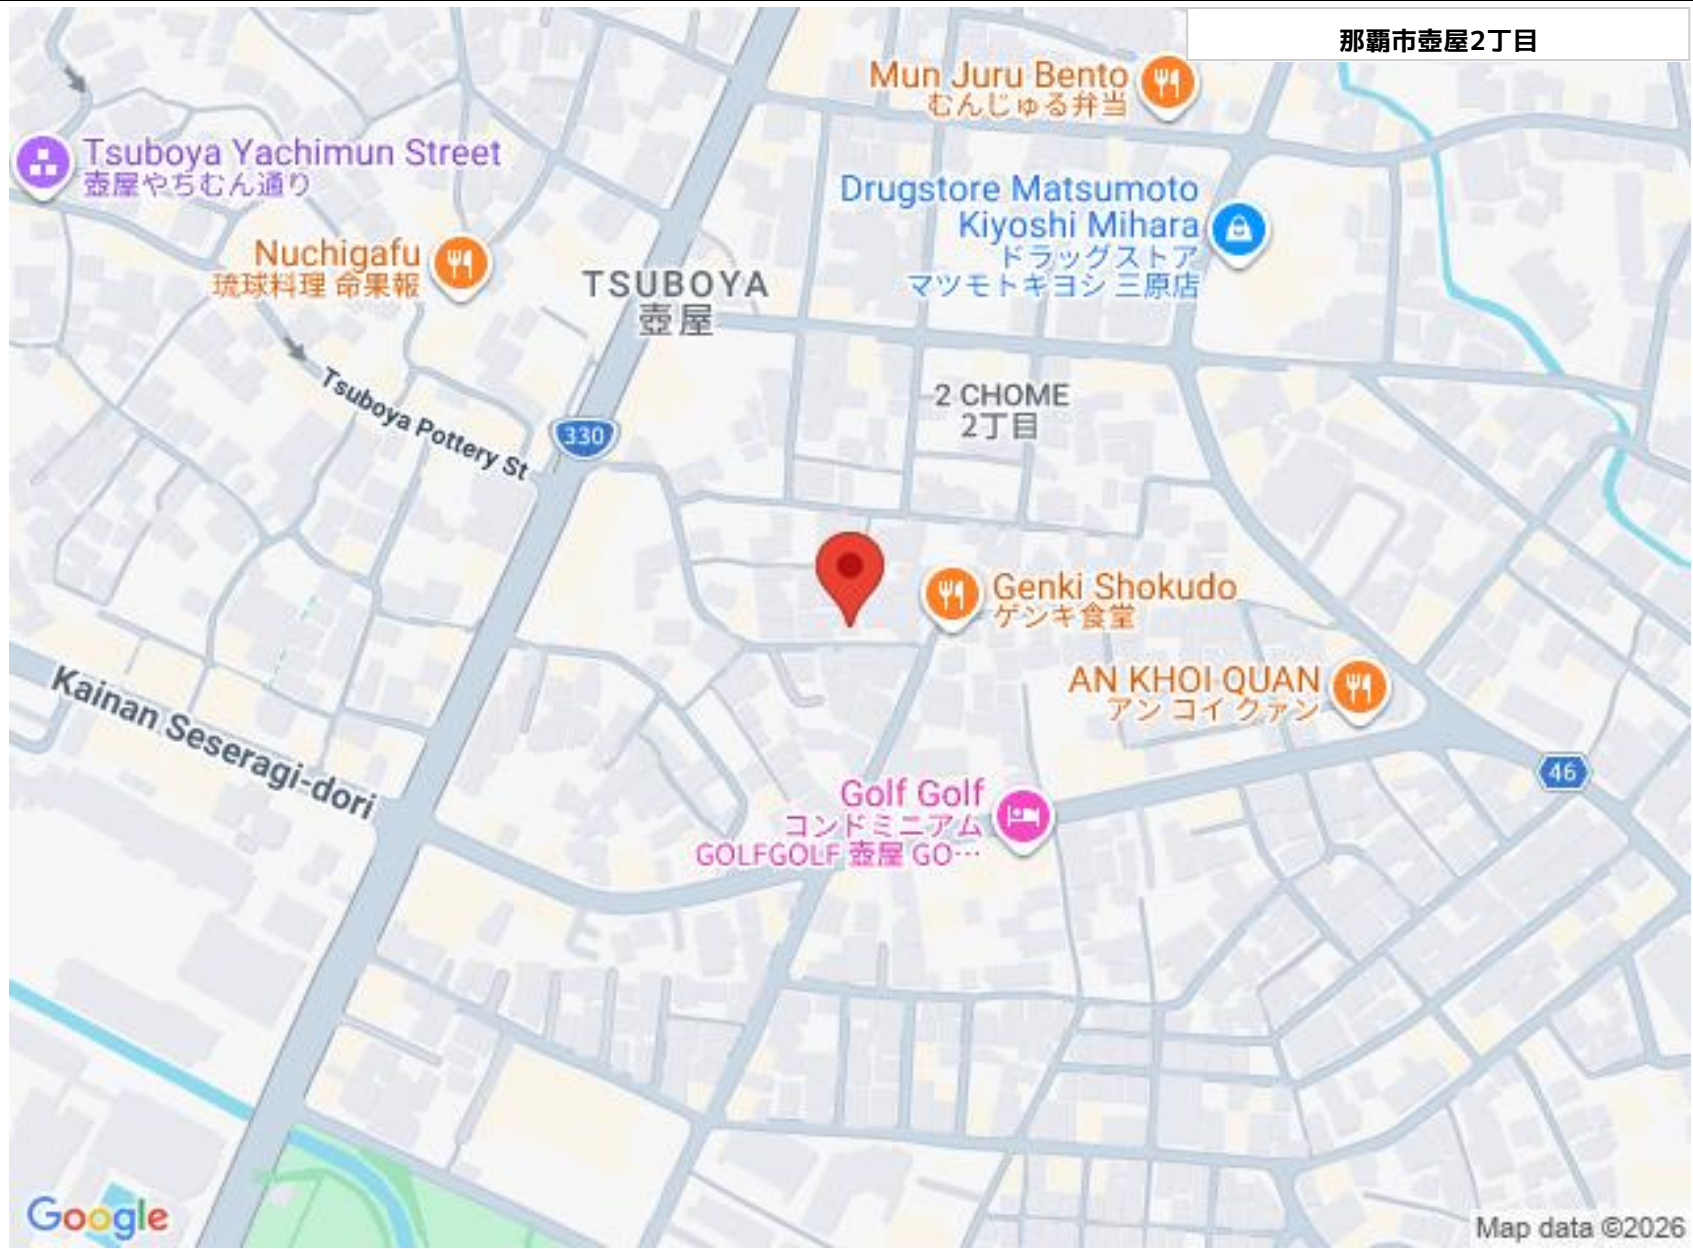 那覇市壺屋2丁目
Mun Juru Bento
むんじゅる弁当
Tsuboya Yachimun Street
壺屋やちむん通り
Drugstore Matsumoto
Kiyoshi Mihara
ドラッグストア
マツモトキヨシ 三原店
Nuchigafu
琉球料理 命果報
TSUBOYA
壺屋
Tsuboya Pottery St
2 CHOME
2丁目
330
Genki Shokudo
ゲンキ食堂
AN KHOI QUAN
アン コイ クァン
Kainan Seseragi-dori
46
Golf Golf
コンドミニアム
GOLFGOLF 壺屋 GO…
Google
Map data ©2026